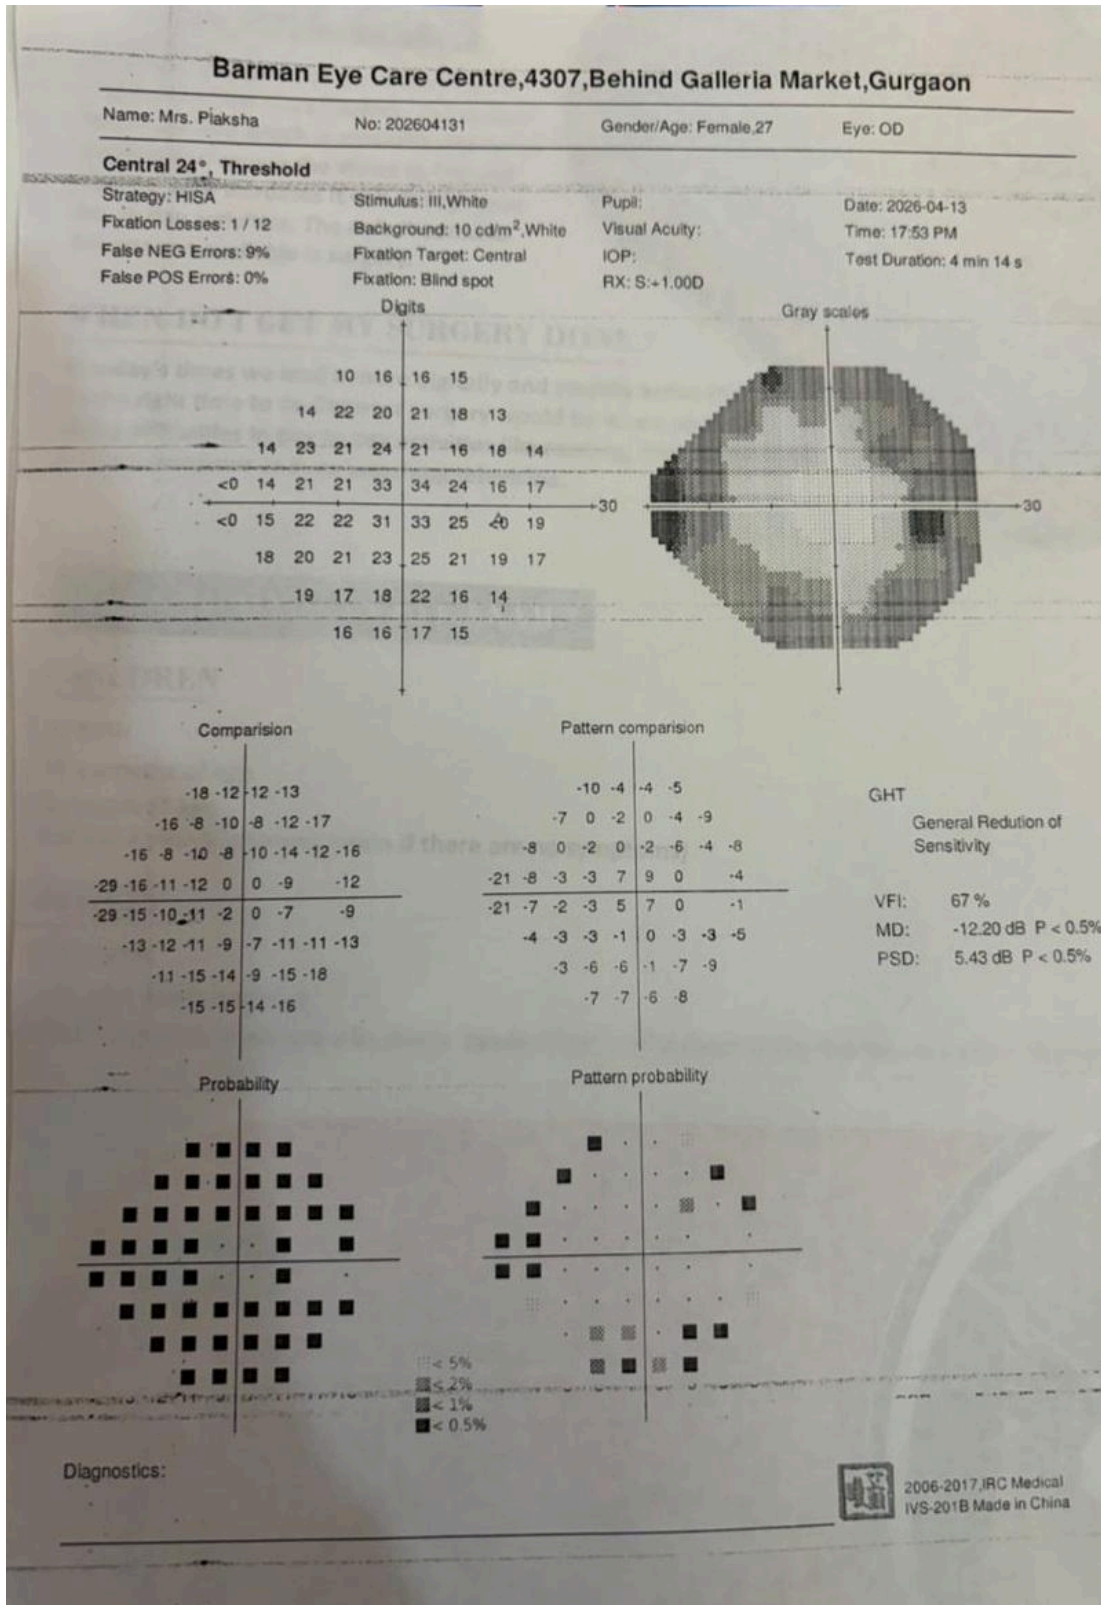 Barman Eye Care Centre,4307,Behind Galleria Market,Gurgaon
Name: Mrs. Piaksha No: 202604131 Gender/Age: Female,27 Eye: OD
Central 24°, Threshold
Strategy: HISA Stimulus: III,White Pupil: Date: 2026-04-13
Fixation Losses: 1 / 12 Background: 10 cd/m²,White Visual Acuity: Time: 17:53 PM
False NEG Errors: 9% Fixation Target: Central IOP: Test Duration: 4 min 14 s
False POS Errors: 0% Fixation: Blind spot RX: S:+1.00D
Digits Gray scales
10 16 16 15
14 22 20 21 18 13
14 23 21 24 21 16 18 14
<0 14 21 21 33 34 24 16 17
30 30
<0 15 22 22 31 33 25 <0 19
18 20 21 23 25 21 19 17
19 17 18 22 16 14
16 16 17 15
Comparision Pattern comparision
-18 -12 -12 -13 -10 -4 -4 -5
-16 -8 -10 -8 -12 -17 -7 0 -2 0 -4 -9
-16 -8 -10 -8 -10 -14 -12 -16 -8 0 -2 0 -2 -6 -4 -8
-29 -16 -11 -12 0 0 -9 -12 -21 -8 -3 -3 7 9 0 -4
-29 -15 -10 -11 -2 0 -7 -9 -21 -7 -2 -3 5 7 0 -1
-13 -12 -11 -9 -7 -11 -11 -13 -4 -3 -3 -1 0 -3 -3 -5
-11 -15 -14 -9 -15 -18 -3 -6 -6 -1 -7 -9
-15 -15 -14 -16 -7 -7 -6 -8
GHT
General Redution of
Sensitivity
VFI: 67 %
MD: -12.20 dB P < 0.5%
PSD: 5.43 dB P < 0.5%
Probability Pattern probability
< 5%
< 2%
< 1%
< 0.5%
Diagnostics:
2006-2017,IRC Medical
IVS-201B Made in China